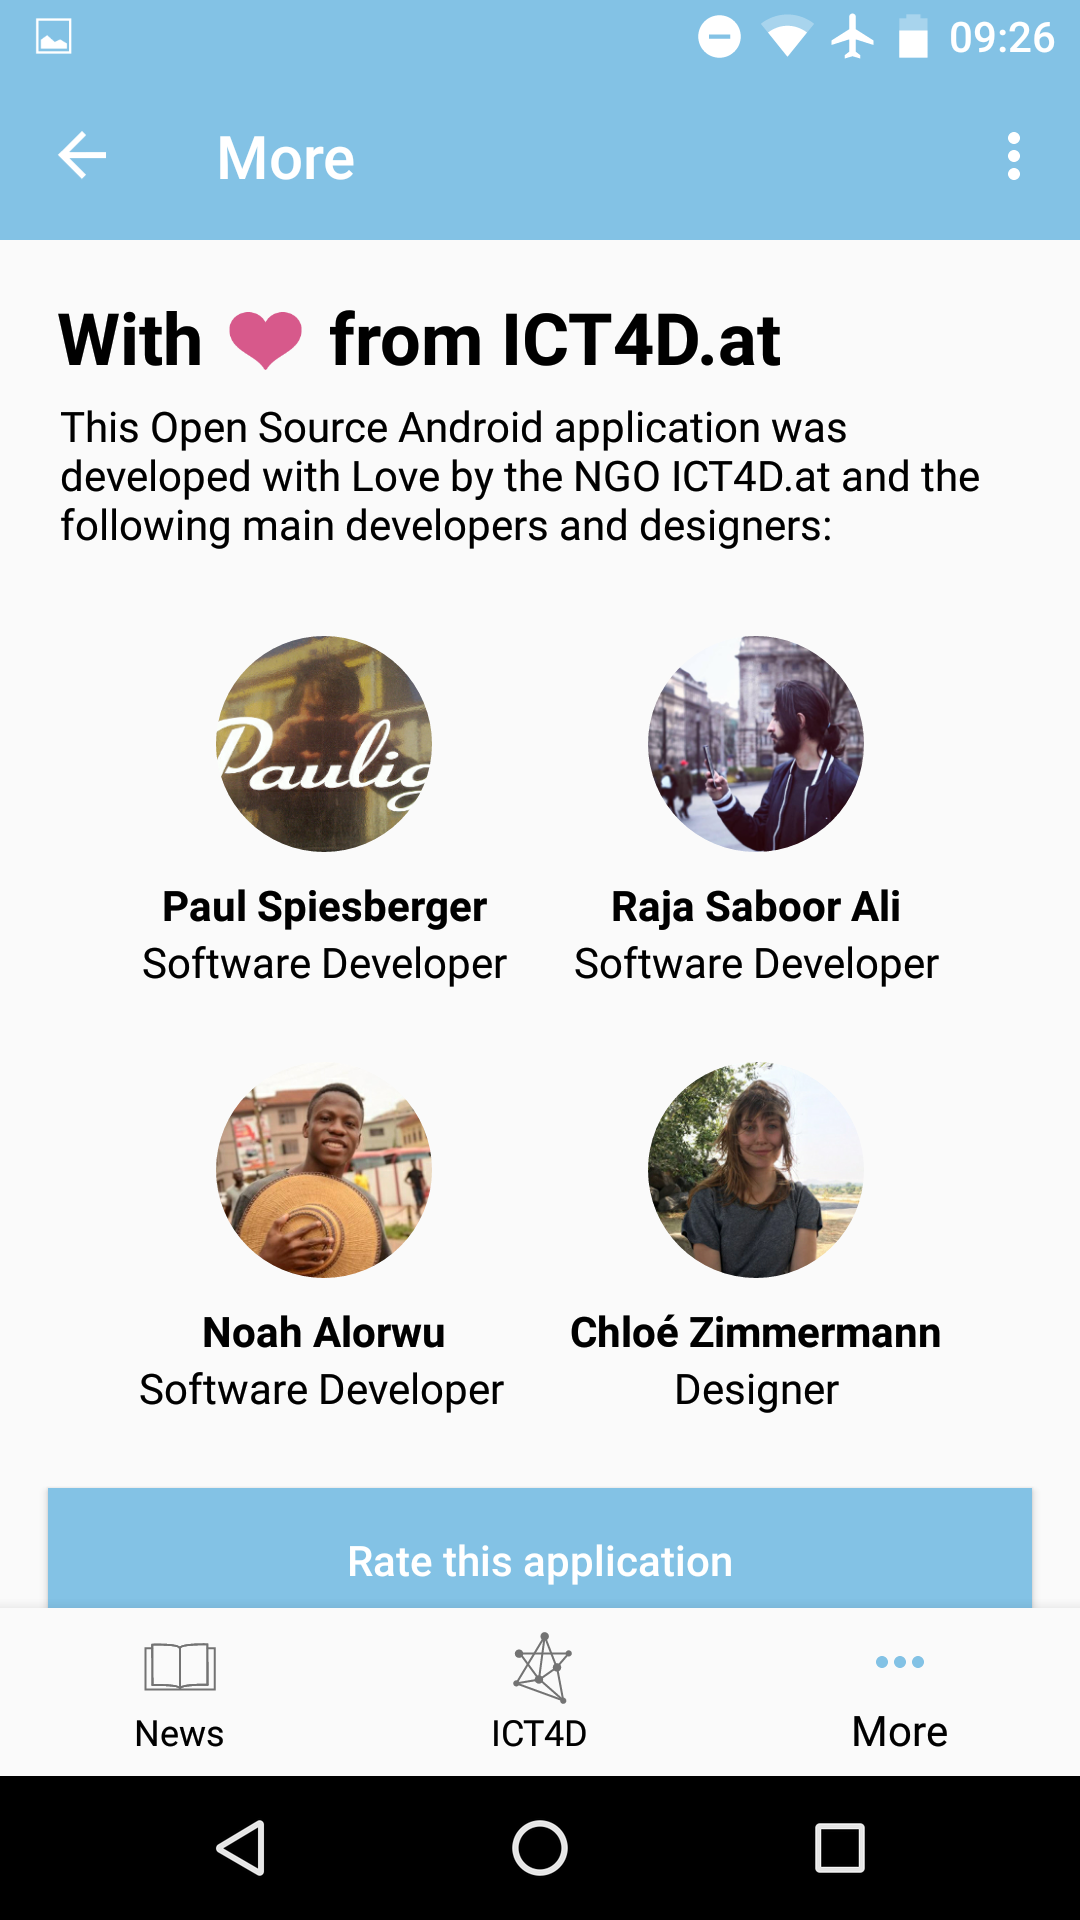 09:26
More
With from ICT4D.at
This Open Source Android application was
developed with Love by the NGO ICT4D.at and the
following main developers and designers:
Paulig
Paul Spiesberger
Software Developer
Raja Saboor Ali
Software Developer
Noah Alorwu
Software Developer
Chloé Zimmermann
Designer
Rate this application
News
ICT4D
More